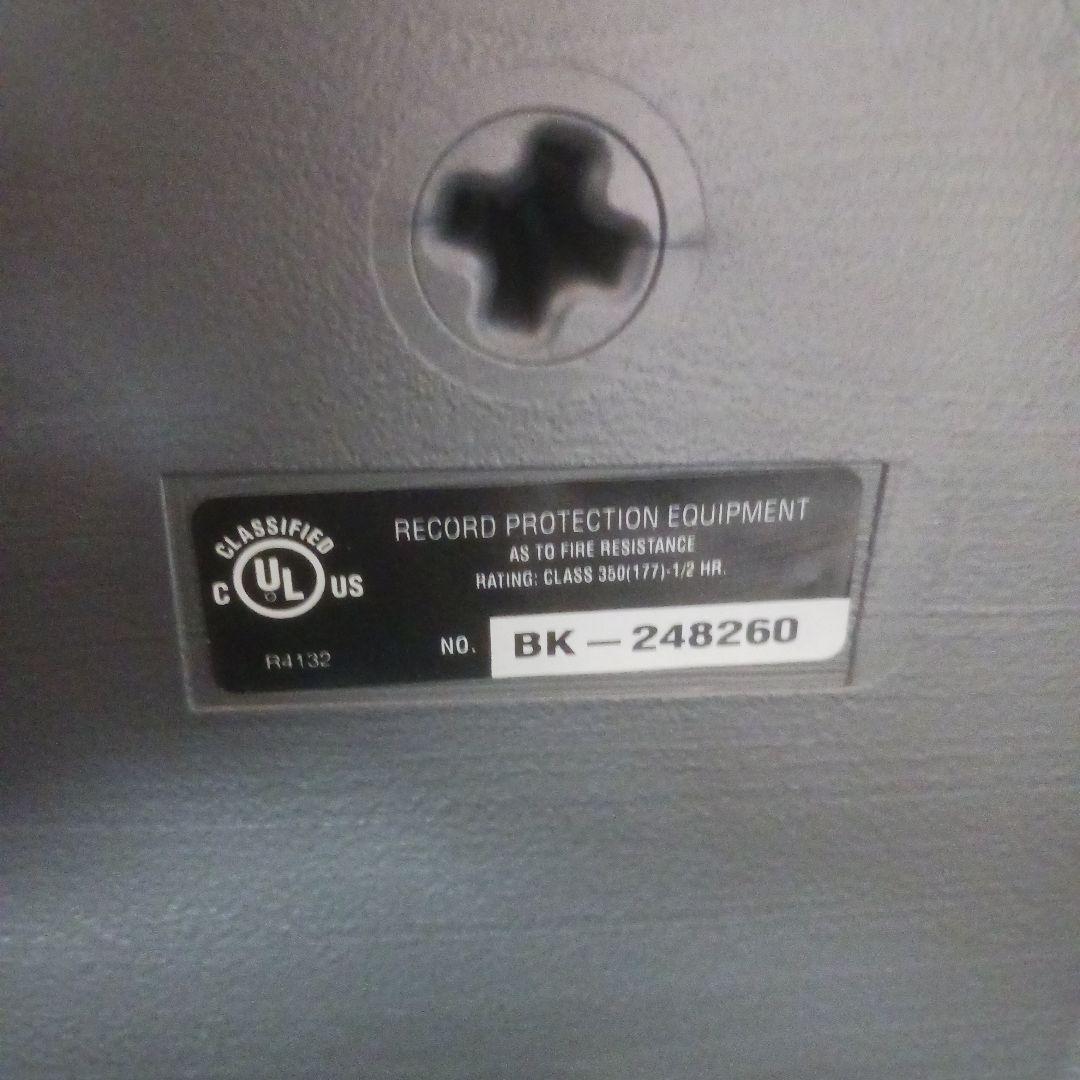 CLASSIFIED
C UL US
R4132
RECORD PROTECTION EQUIPMENT
AS TO FIRE RESISTANCE
RATING: CLASS 350(177)-1/2 HR.
NO. BK – 248260